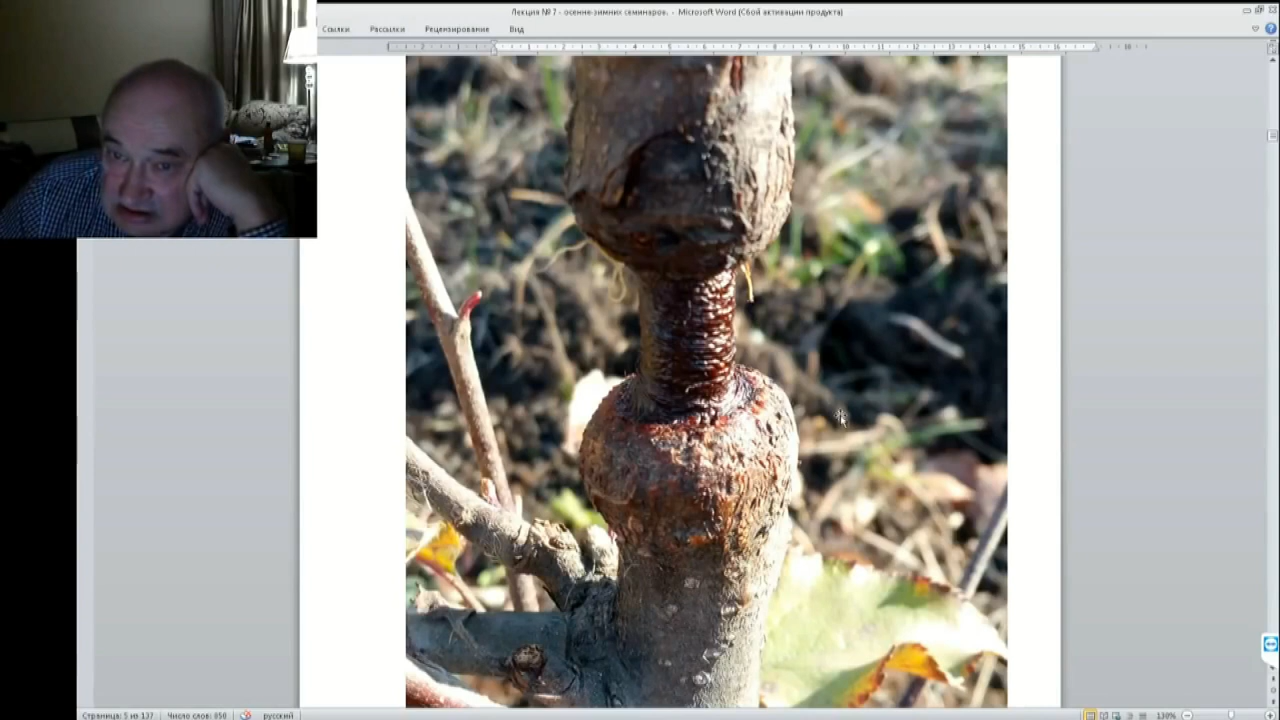 Лекция № 7 - осенне-зимних семинаров. - Microsoft Word (Сбой активации продукта)
Ссылки Рассылки Рецензирование Вид
Страница: 5 из 137 Число слов: 050 русский 130%